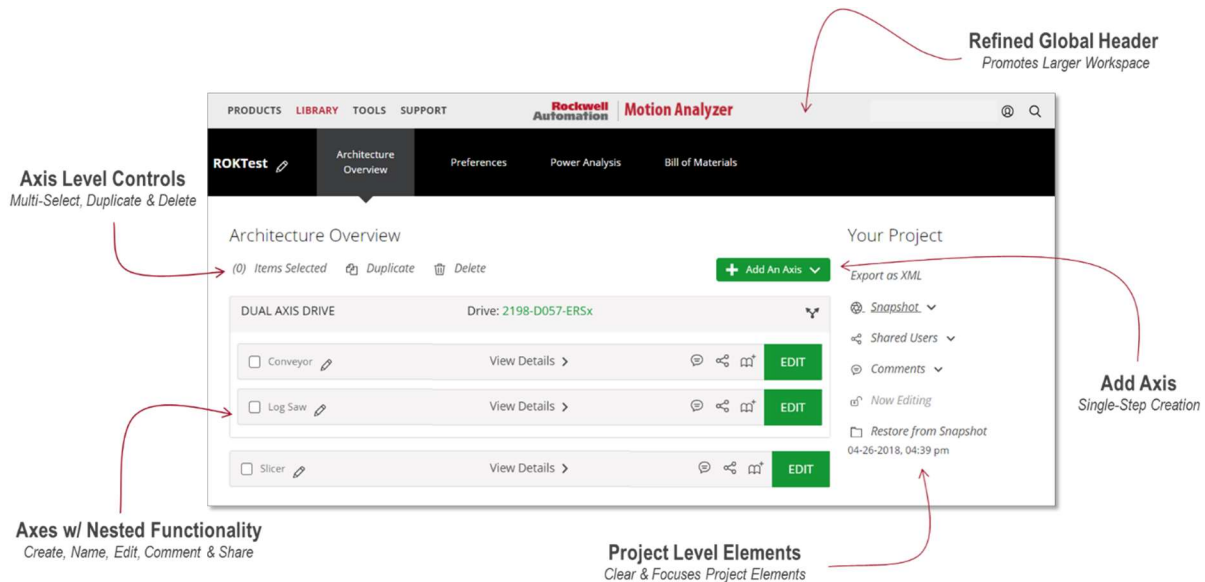 Refined Global Header
Promotes Larger Workspace
PRODUCTS LIBRARY TOOLS SUPPORT
Rockwell
Automation
Motion Analyzer
ROKTest
Architecture
Overview
Preferences
Power Analysis
Bill of Materials
Axis Level Controls
Multi-Select, Duplicate & Delete
Architecture Overview
(0) Items Selected Duplicate Delete
Add An Axis
DUAL AXIS DRIVE
Drive: 2198-D057-ERSx
Conveyor View Details > EDIT
Log Saw View Details > EDIT
Slicer View Details > EDIT
Your Project
Export as XML
Snapshot
Shared Users
Comments
Now Editing
Restore from Snapshot
04-26-2018, 04:39 pm
Add Axis
Single-Step Creation
Axes w/ Nested Functionality
Create, Name, Edit, Comment & Share
Project Level Elements
Clear & Focuses Project Elements